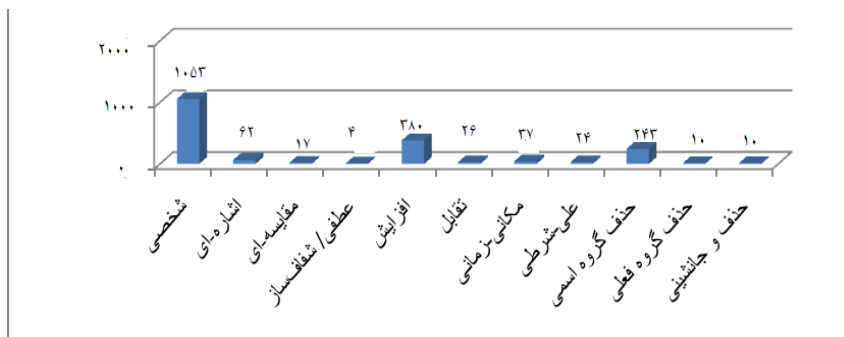 ۲۰۰۰
۱۰۰۰
۰
۱۰۵۳
۶۲
۱۷
۴
۳۸۰
۲۶
۳۷
۲۴
۲۴۳
۱۰
۱۰
شخصی
اشاره-ای
مقایسه-ای
عطفی/ شفاف‌ساز
افزایش
تقابل
مکانی-زمانی
علی-شرطی
حذف گروه اسمی
حذف گروه فعلی
حذف و جانشینی